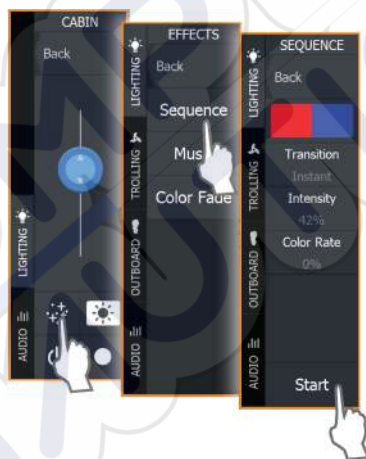 CABIN
Back
LIGHTING
AUDIO
EFFECTS
Back
Sequence
Mus
Color Fade
LIGHTING
TROLLING
OUTBOARD
AUDIO
SEQUENCE
Back
Transition
Instant
Intensity
42%
Color Rate
0%
Start
LIGHTING
TROLLING
OUTBOARD
AUDIO